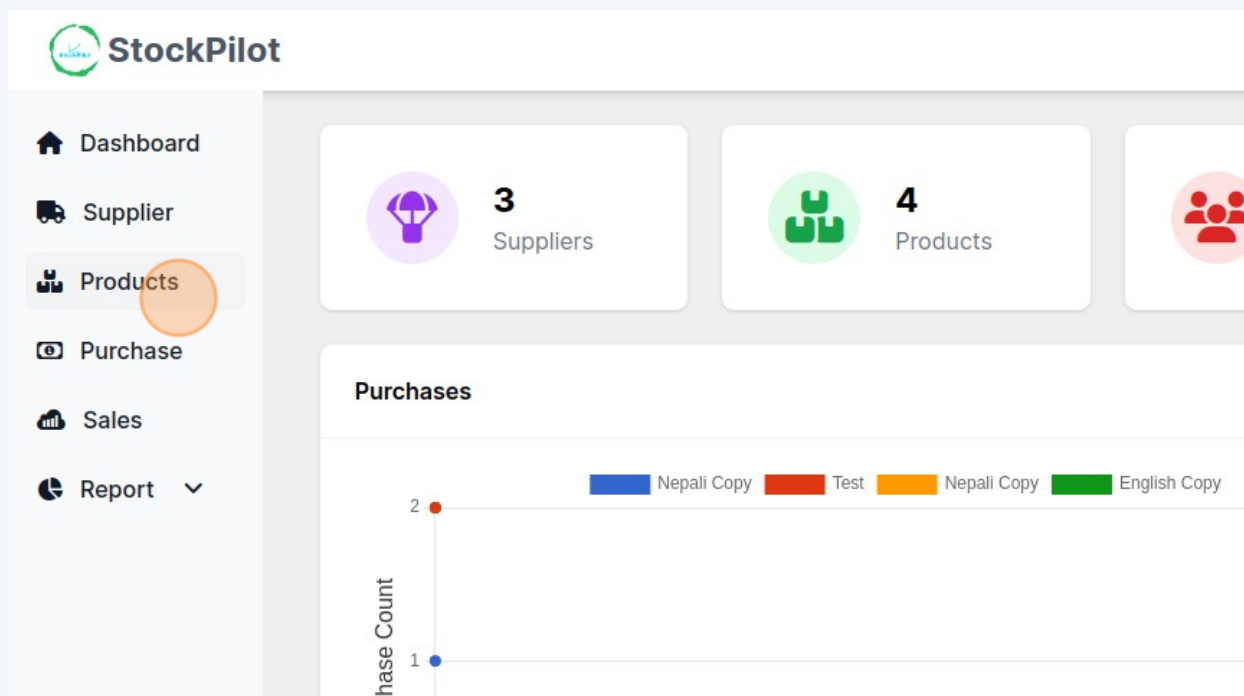 StockPilot
Dashboard
Supplier
Products
Purchase
Sales
Report
3
Suppliers
4
Products
Purchases
Nepali Copy Test Nepali Copy English Copy
2
1
hase Count